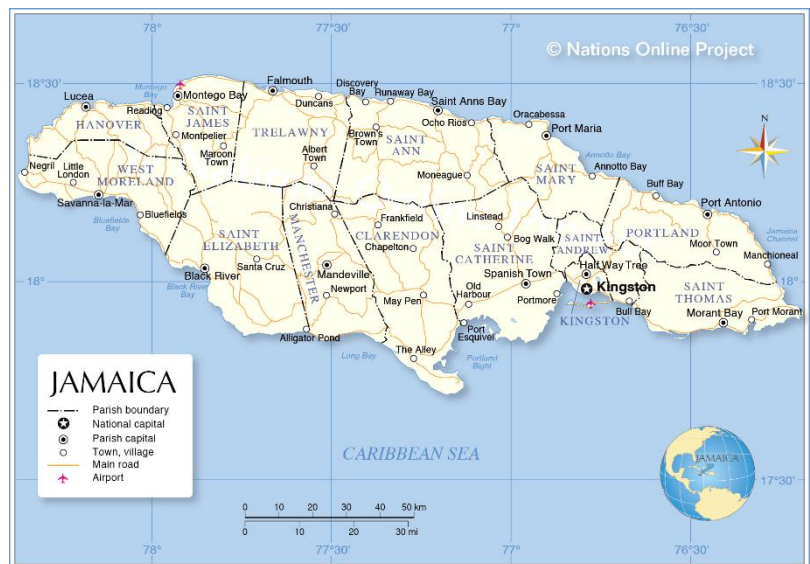 78°
77°30'
77°
76°30'
© Nations Online Project
18°30'
18°30'
Montego Bay
Lucea
Montego Bay
Falmouth
Discovery Bay
Runaway Bay
Reading
Duncans
Saint Anns Bay
HANOVER
SAINT JAMES
Ocho Rios
Oracabessa
Montpelier
TRELAWNY
Brown's Town
SAINT ANN
Port Maria
Maroon Town
Albert Town
Negril
Little London
WEST MORELAND
Moneague
SAINT MARY
Annotto Bay
Annotto Bay
Savanna-la-Mar
Buff Bay
Bluefields Bay
Bluefields
Christiana
Frankfield
Linstead
Port Antonio
SAINT ELIZABETH
MANCHESTER
CLARENDON
Chapelton
Bog Walk
SAINT ANDREW
PORTLAND
Jamaica Channel
SAINT CATHERINE
Moor Town
Manchioneal
18°
18°
Black River
Santa Cruz
Mandeville
Spanish Town
Half Way Tree
Black River Bay
Newport
May Pen
Old Harbour
Portmore
Kingston
SAINT THOMAS
KINGSTON
Bull Bay
Morant Bay
Port Morant
Alligator Pond
Long Bay
The Alley
Port Esquivel
Portland Bight
JAMAICA
Parish boundary
National capital
Parish capital
Town, village
Main road
Airport
CARIBBEAN SEA
JAMAICA
17°30'
0 10 20 30 40 50 km
0 10 20 30 mi
78°
77°30'
77°
76°30'